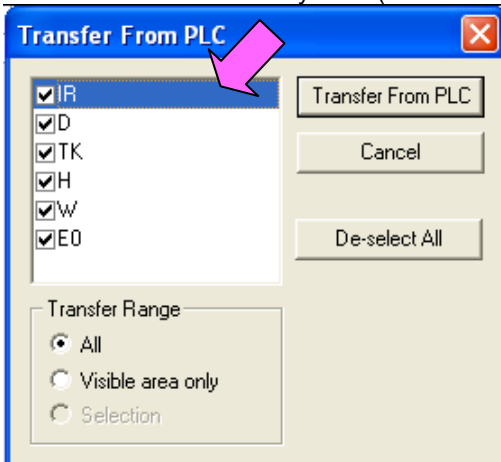 Transfer From PLC
IR
D
TK
H
W
E0
Transfer From PLC
Cancel
De-select All
Transfer Range
All
Visible area only
Selection